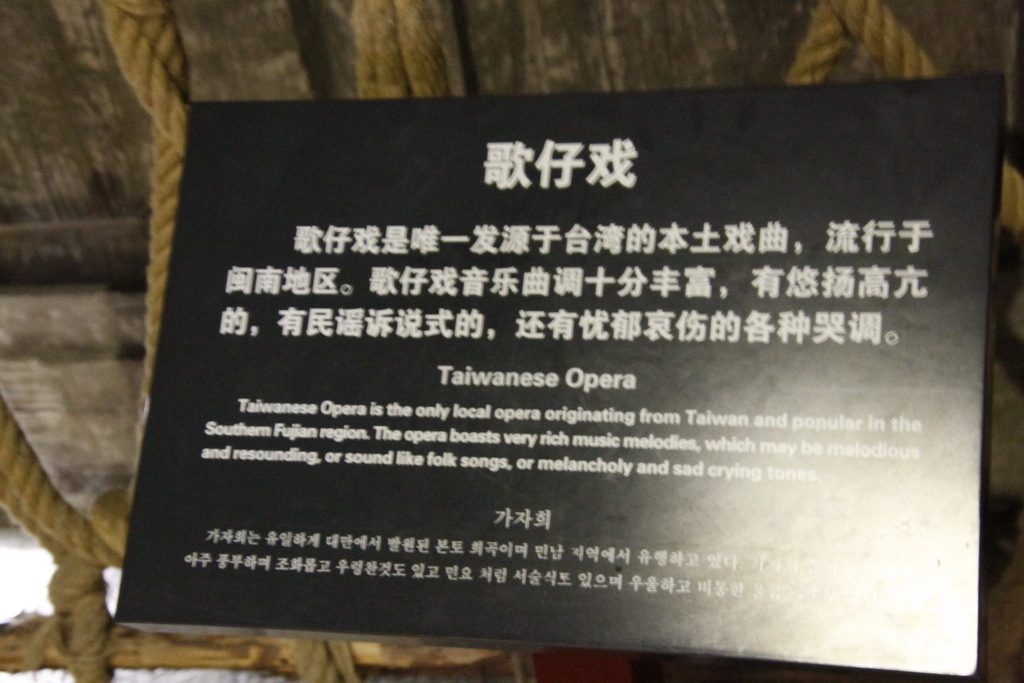 歌仔戏
歌仔戏是唯一发源于台湾的本土戏曲，流行于
闽南地区。歌仔戏音乐曲调十分丰富，有悠扬高亢
的，有民谣诉说式的，还有忧郁哀伤的各种哭调。
Taiwanese Opera
Taiwanese Opera is the only local opera originating from Taiwan and popular in the
Southern Fujian region. The opera boasts very rich music melodies, which may be melodious
and resounding, or sound like folk songs, or melancholy and sad crying tones.
가자희
가자희는 유일하게 대만에서 발원된 본토 희곡이며 민남 지역에서 유행하고 있다.
아주 풍부하며 조화롭고 우렁찬것도 있고 민요 처럼 서술식도 있으며 우울하고 비통한